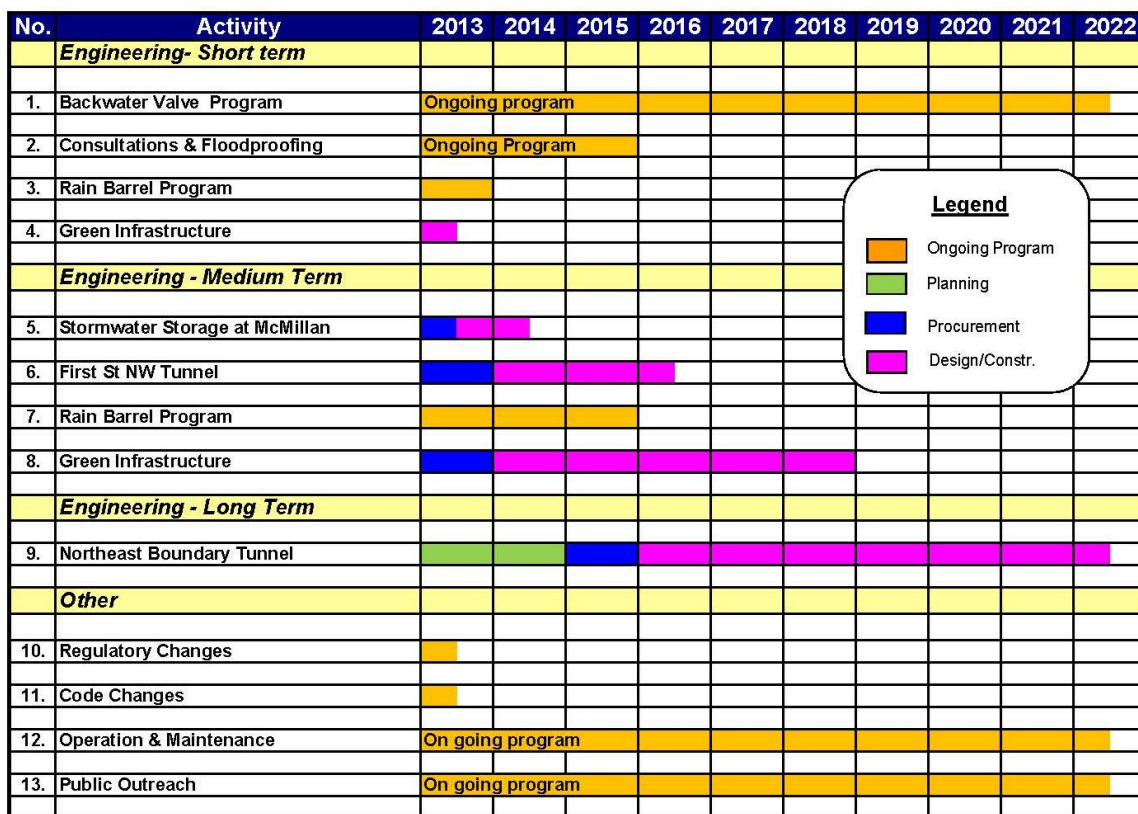 No. Activity 2013 2014 2015 2016 2017 2018 2019 2020 2021 2022
Engineering- Short term
1. Backwater Valve Program Ongoing program
2. Consultations & Floodproofing Ongoing Program
3. Rain Barrel Program
4. Green Infrastructure
Engineering - Medium Term
5. Stormwater Storage at McMillan
6. First St NW Tunnel
7. Rain Barrel Program
8. Green Infrastructure
Engineering - Long Term
9. Northeast Boundary Tunnel
Other
10. Regulatory Changes
11. Code Changes
12. Operation & Maintenance On going program
13. Public Outreach On going program
Legend
Ongoing Program
Planning
Procurement
Design/Constr.